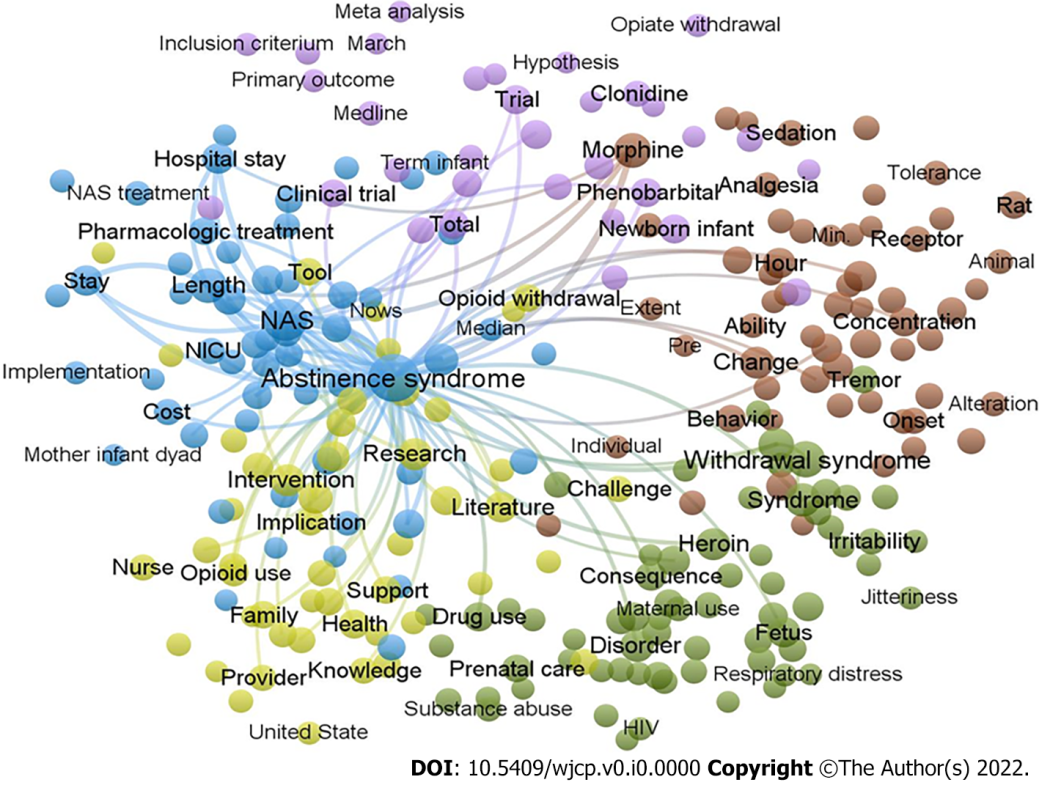 Meta analysis
Opiate withdrawal
Inclusion criterium
March
Hypothesis
Primary outcome
Trial
Clonidine
Medline
Sedation
Hospital stay
Term infant
Morphine
NAS treatment
Clinical trial
Phenobarbital
Analgesia
Tolerance
Rat
Pharmacologic treatment
Total
Newborn infant
Min.
Receptor
Stay
Length
Tool
Hour
Animal
NAS
Nows
Opioid withdrawal
Extent
Median
Ability
Concentration
NICU
Pre
Change
Implementation
Abstinence syndrome
Tremor
Cost
Behavior
Onset
Alteration
Mother infant dyad
Research
Individual
Withdrawal syndrome
Intervention
Literature
Challenge
Syndrome
Implication
Heroin
Irritability
Nurse
Opioid use
Consequence
Support
Jitteriness
Family
Health
Drug use
Maternal use
Disorder
Fetus
Provider
Knowledge
Prenatal care
Respiratory distress
Substance abuse
United State
HIV
DOI: 10.5409/wjcp.v0.i0.0000 Copyright ©The Author(s) 2022.